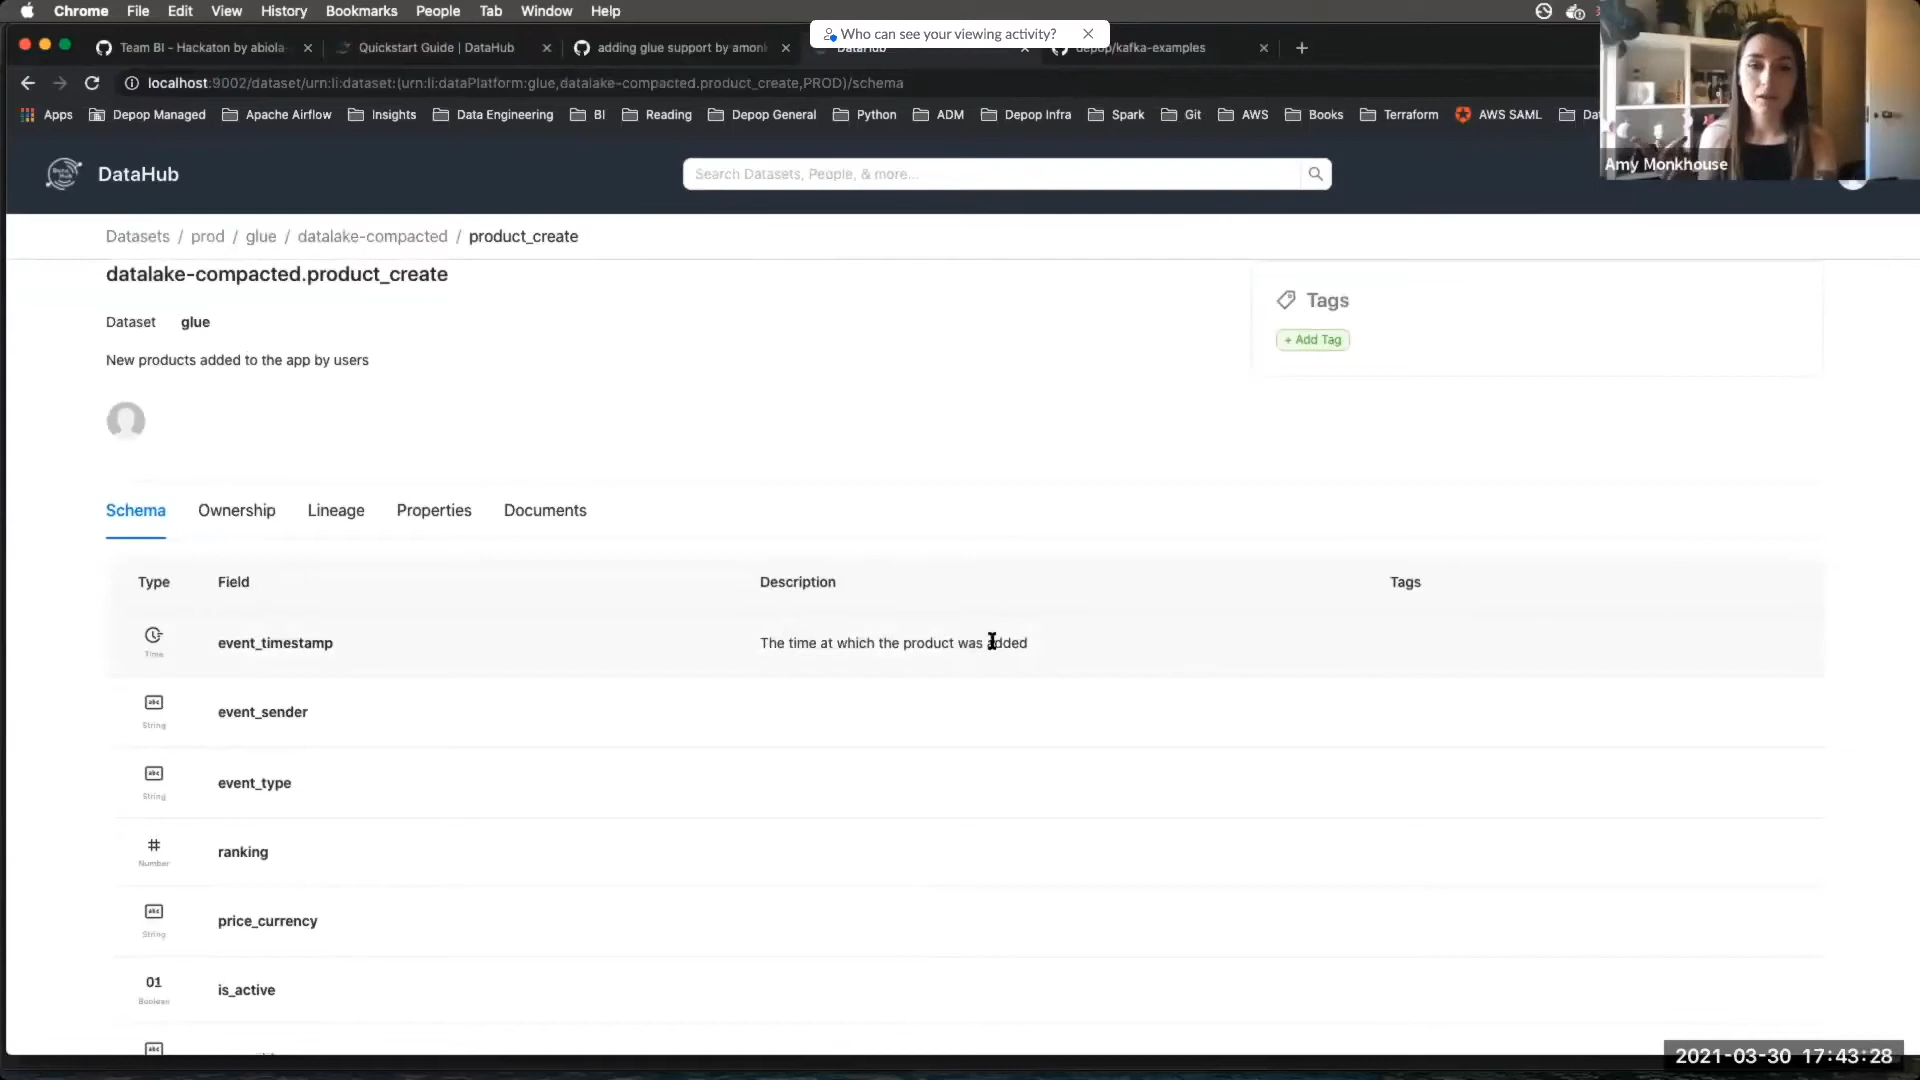 Chrome File Edit View History Bookmarks People Tab Window Help
Team BI - Hackaton by abiola
Quickstart Guide | DataHub
adding glue support by amonk
DataHub
depop/kafka-examples
Who can see your viewing activity?
localhost:9002/dataset/urn:li:dataset:(urn:li:dataPlatform:glue,datalake-compacted.product_create,PROD)/schema
Apps Depop Managed Apache Airflow Insights Data Engineering BI Reading Depop General Python ADM Depop Infra Spark Git AWS Books Terraform AWS SAML
Amy Monkhouse
DataHub
Search Datasets, People, & more...
Datasets / prod / glue / datalake-compacted / product_create
datalake-compacted.product_create
Dataset glue
New products added to the app by users
Tags
+ Add Tag
Schema Ownership Lineage Properties Documents
Type Field Description Tags
Time event_timestamp The time at which the product was added
String event_sender
String event_type
Number ranking
String price_currency
01 Boolean is_active
2021-03-30 17:43:28